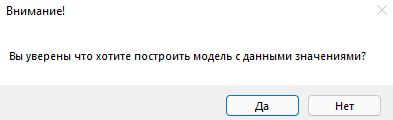 Внимание!
Вы уверены что хотите построить модель с данными значениями?
Да
Нет